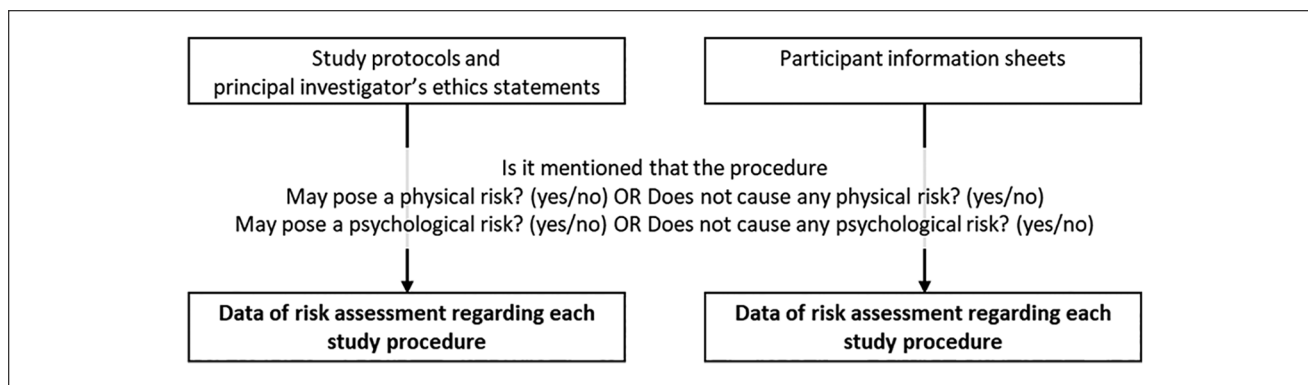 Study protocols and
principal investigator's ethics statements
Participant information sheets
Is it mentioned that the procedure
May pose a physical risk? (yes/no) OR Does not cause any physical risk? (yes/no)
May pose a psychological risk? (yes/no) OR Does not cause any psychological risk? (yes/no)
Data of risk assessment regarding each
study procedure
Data of risk assessment regarding each
study procedure